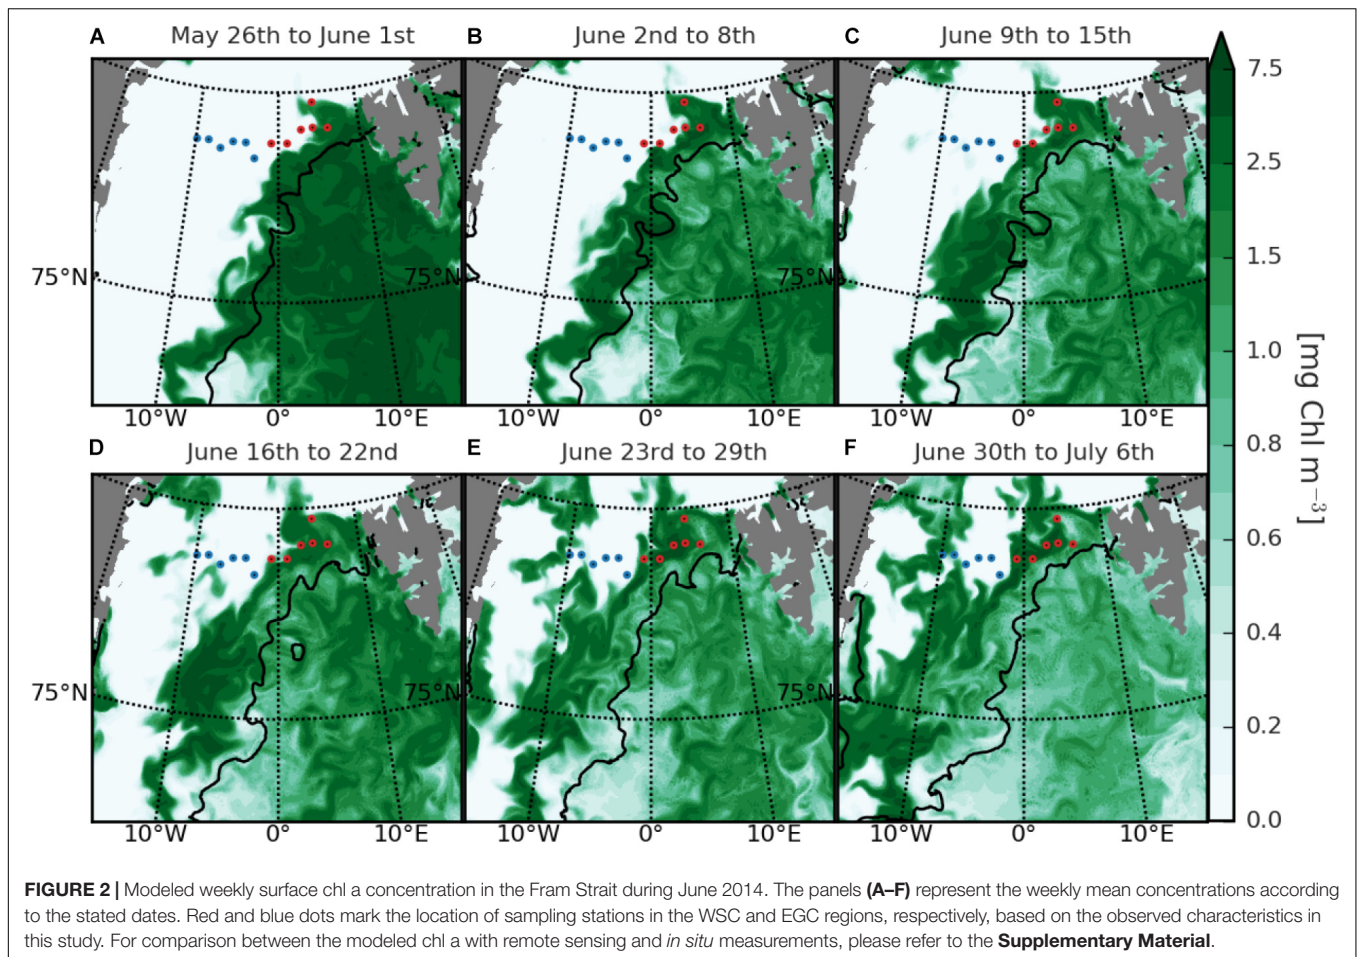 A May 26th to June 1st
B June 2nd to 8th
C June 9th to 15th
75°N
75°N
10°W 0° 10°E
10°W 0° 10°E
10°W 0° 10°E
D June 16th to 22nd
E June 23rd to 29th
F June 30th to July 6th
75°N
75°N
75°N
10°W 0° 10°E
10°W 0° 10°E
10°W 0° 10°E
7.5
2.5
1.5
1.0
0.8
0.6
0.4
0.2
0.0
[mg Chl m⁻³]
FIGURE 2 | Modeled weekly surface chl a concentration in the Fram Strait during June 2014. The panels (A–F) represent the weekly mean concentrations according
to the stated dates. Red and blue dots mark the location of sampling stations in the WSC and EGC regions, respectively, based on the observed characteristics in
this study. For comparison between the modeled chl a with remote sensing and in situ measurements, please refer to the Supplementary Material.